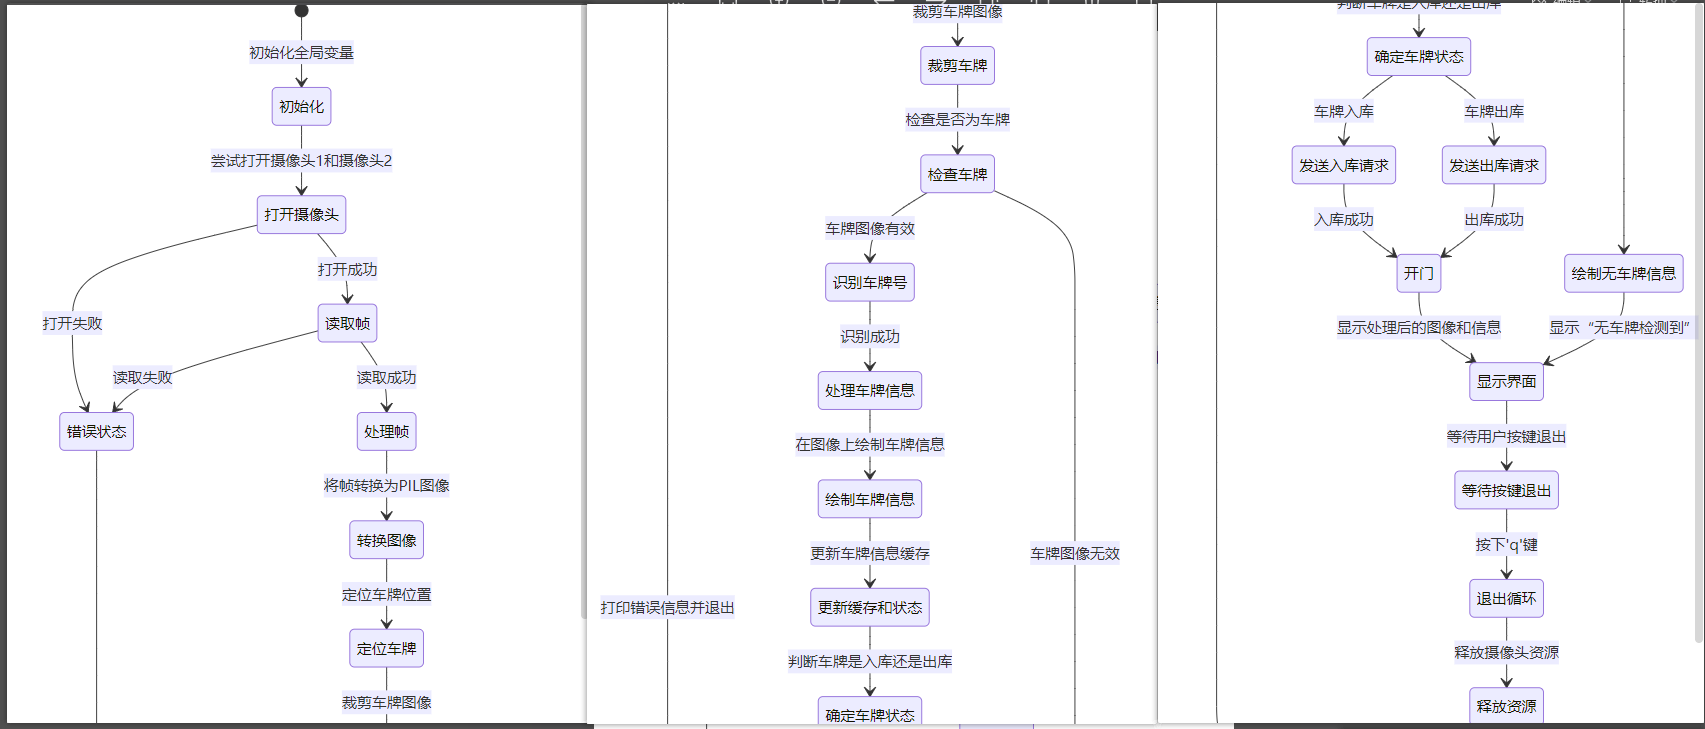 初始化全局变量
初始化
尝试打开摄像头1和摄像头2
打开摄像头
打开成功
打开失败
读取帧
读取失败
读取成功
错误状态
处理帧
将帧转换为PIL图像
转换图像
定位车牌位置
定位车牌
裁剪车牌图像
裁剪车牌图像
裁剪车牌
检查是否为车牌
检查车牌
车牌图像有效
识别车牌号
识别成功
处理车牌信息
在图像上绘制车牌信息
绘制车牌信息
更新车牌信息缓存
车牌图像无效
更新缓存和状态
打印错误信息并退出
判断车牌是入库还是出库
确定车牌状态
判断车牌是入库还是出库
确定车牌状态
车牌入库
车牌出库
发送入库请求
发送出库请求
入库成功
出库成功
开门
绘制无车牌信息
显示处理后的图像和信息
显示“无车牌检测到”
显示界面
等待用户按键退出
等待按键退出
按下'q'键
退出循环
释放摄像头资源
释放资源